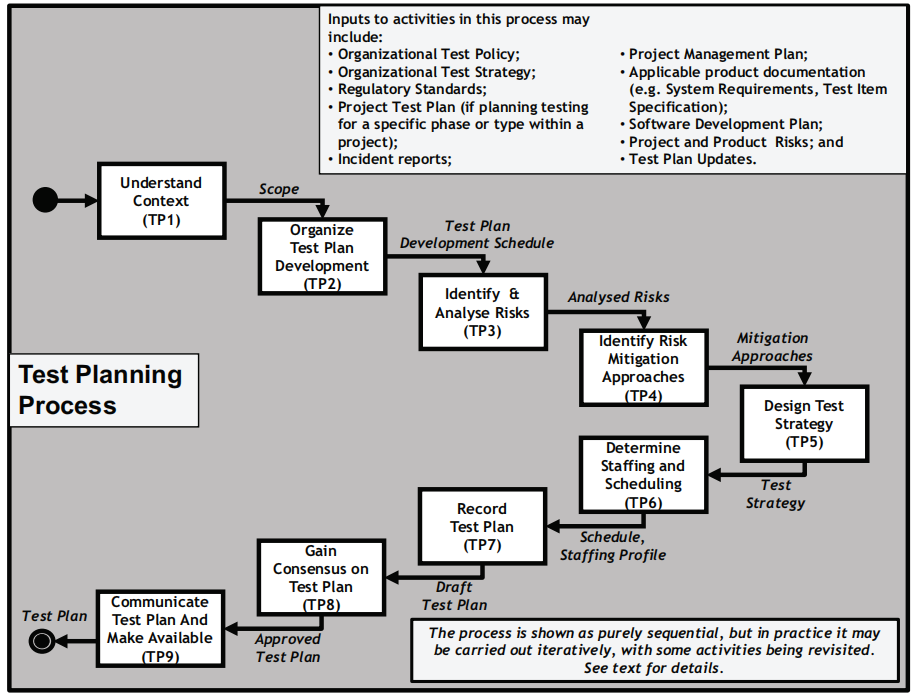 Inputs to activities in this process may
include:
• Organizational Test Policy;
• Organizational Test Strategy;
• Regulatory Standards;
• Project Test Plan (if planning testing
for a specific phase or type within a
project);
• Incident reports;
• Project Management Plan;
• Applicable product documentation
(e.g. System Requirements, Test Item
Specification);
• Software Development Plan;
• Project and Product Risks; and
• Test Plan Updates.
Understand
Context
(TP1)
Scope
Organize
Test Plan
Development
(TP2)
Test Plan
Development Schedule
Identify &
Analyse Risks
(TP3)
Analysed Risks
Identify Risk
Mitigation
Approaches
(TP4)
Mitigation
Approaches
Test Planning
Process
Design Test
Strategy
(TP5)
Test
Strategy
Determine
Staffing and
Scheduling
(TP6)
Schedule,
Staffing Profile
Record
Test Plan
(TP7)
Draft
Test Plan
Gain
Consensus on
Test Plan
(TP8)
Approved
Test Plan
Communicate
Test Plan And
Make Available
(TP9)
Test Plan
The process is shown as purely sequential, but in practice it may
be carried out iteratively, with some activities being revisited.
See text for details.